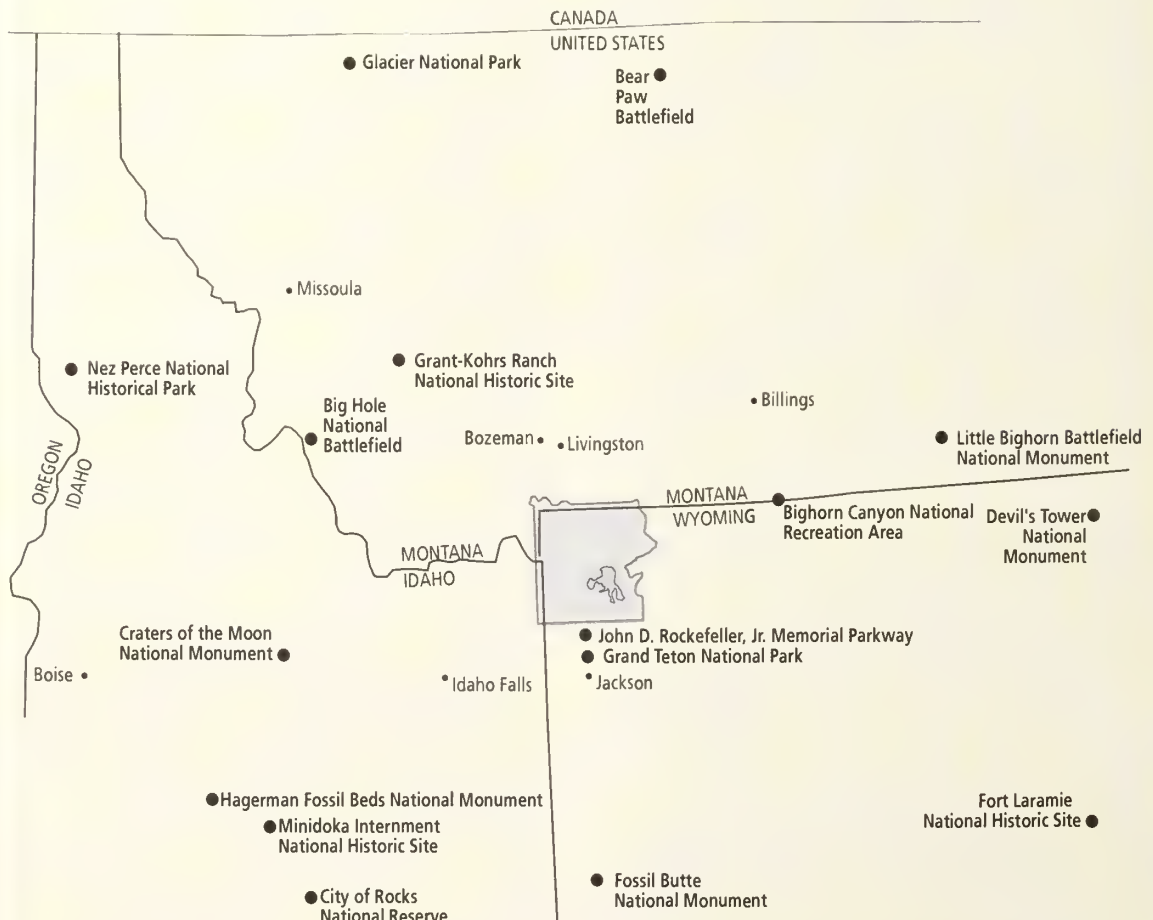 CANADA
UNITED STATES
Glacier National Park
Bear
Paw
Battlefield
Missoula
Nez Perce National
Historical Park
Grant-Kohrs Ranch
National Historic Site
Big Hole
National
Battlefield
Billings
Bozeman
Livingston
Little Bighorn Battlefield
National Monument
OREGON
IDAHO
MONTANA
WYOMING
Bighorn Canyon National
Recreation Area
Devil's Tower
National
Monument
MONTANA
IDAHO
Craters of the Moon
National Monument
John D. Rockefeller, Jr. Memorial Parkway
Grand Teton National Park
Boise
Idaho Falls
Jackson
Hagerman Fossil Beds National Monument
Minidoka Internment
National Historic Site
Fort Laramie
National Historic Site
City of Rocks
National Reserve
Fossil Butte
National Monument